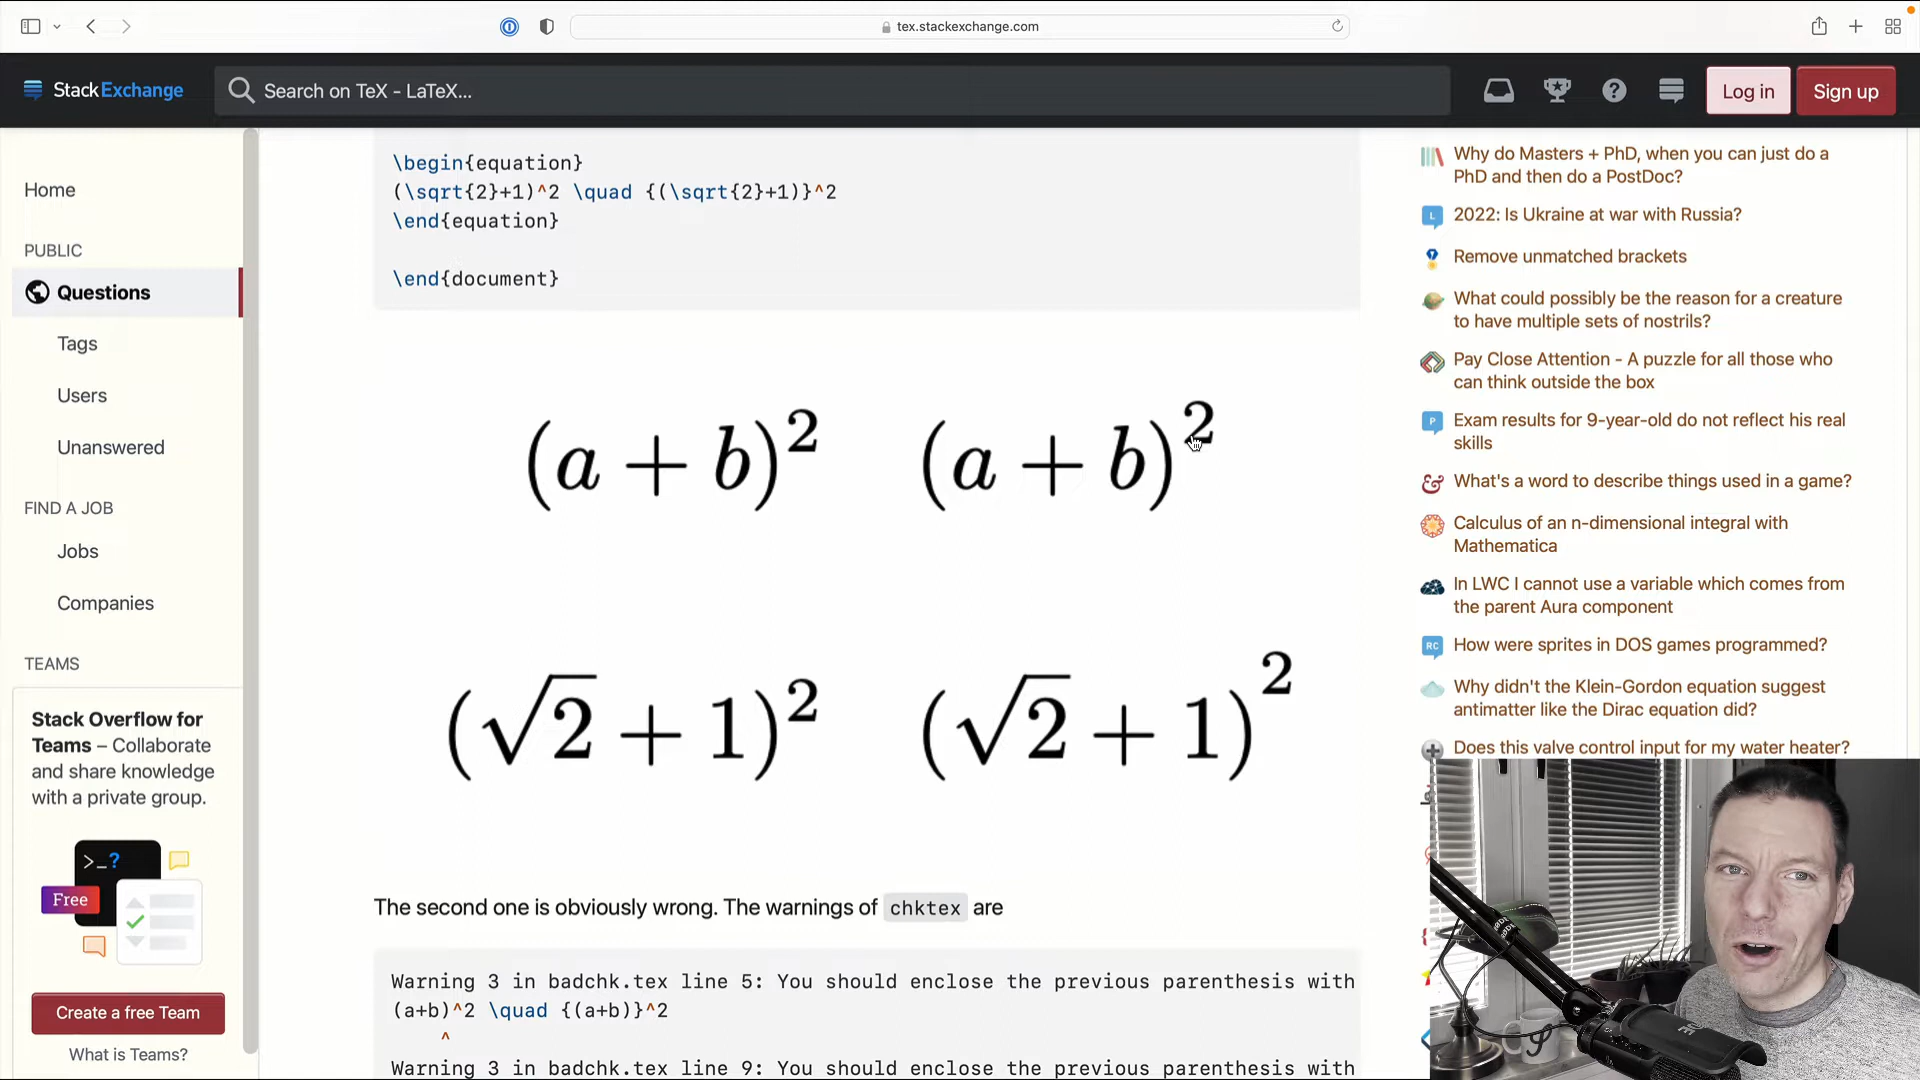 tex.stackexchange.com
StackExchange
Search on TeX - LaTeX...
Log in
Sign up
Home
PUBLIC
Questions
Tags
Users
Unanswered
FIND A JOB
Jobs
Companies
TEAMS
Stack Overflow for
Teams – Collaborate
and share knowledge
with a private group.
>_?
Free
Create a free Team
What is Teams?
\begin{equation}
(\sqrt{2}+1)^2 \quad {(\sqrt{2}+1)}^2
\end{equation}
\end{document}
(a + b)² (a + b)²
(√2 + 1)² (√2 + 1)²
The second one is obviously wrong. The warnings of chktex are
Warning 3 in badchk.tex line 5: You should enclose the previous parenthesis with
(a+b)^2 \quad {(a+b)}^2
^
Warning 3 in badchk.tex line 9: You should enclose the previous parenthesis with
Why do Masters + PhD, when you can just do a
PhD and then do a PostDoc?
L
2022: Is Ukraine at war with Russia?
Remove unmatched brackets
What could possibly be the reason for a creature
to have multiple sets of nostrils?
Pay Close Attention - A puzzle for all those who
can think outside the box
P
Exam results for 9-year-old do not reflect his real
skills
What's a word to describe things used in a game?
Calculus of an n-dimensional integral with
Mathematica
In LWC I cannot use a variable which comes from
the parent Aura component
RC
How were sprites in DOS games programmed?
Why didn't the Klein-Gordon equation suggest
antimatter like the Dirac equation did?
Does this valve control input for my water heater?